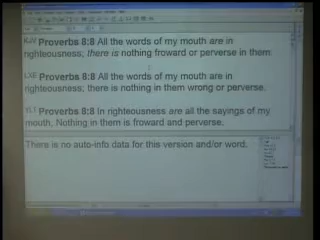 KJV Proverbs 8:8 All the words of my mouth are in
righteousness; there is nothing froward or perverse in them.
LXE Proverbs 8:8 All the words of my mouth are in
righteousness; there is nothing in them wrong or perverse.
YLT Proverbs 8:8 In righteousness are all the sayings of my
mouth, Nothing in them is froward and perverse.
There is no auto-info data for this version and/or word.